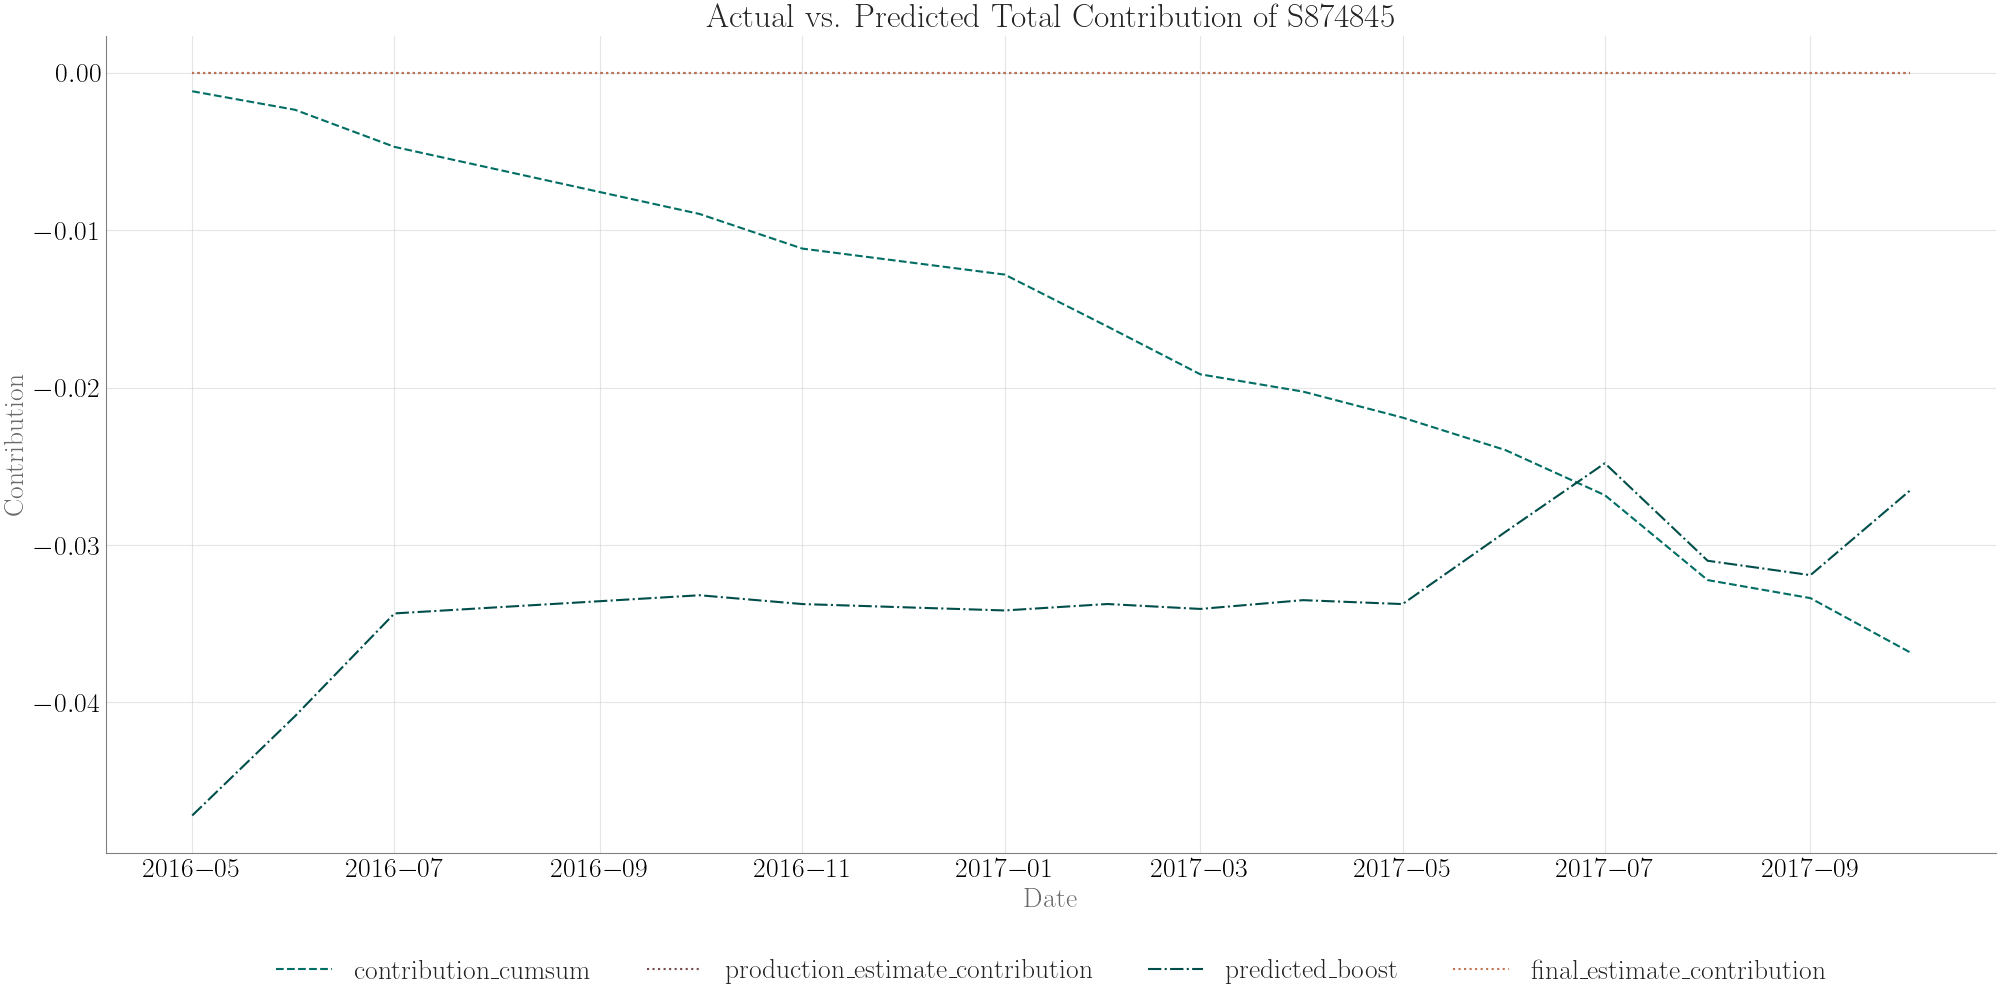 Actual vs. Predicted Total Contribution of S874845
0.00
−0.01
−0.02
−0.03
−0.04
Contribution
2016−05 2016−07 2016−09 2016−11 2017−01 2017−03 2017−05 2017−07 2017−09
Date
contribution_cumsum production_estimate_contribution predicted_boost final_estimate_contribution